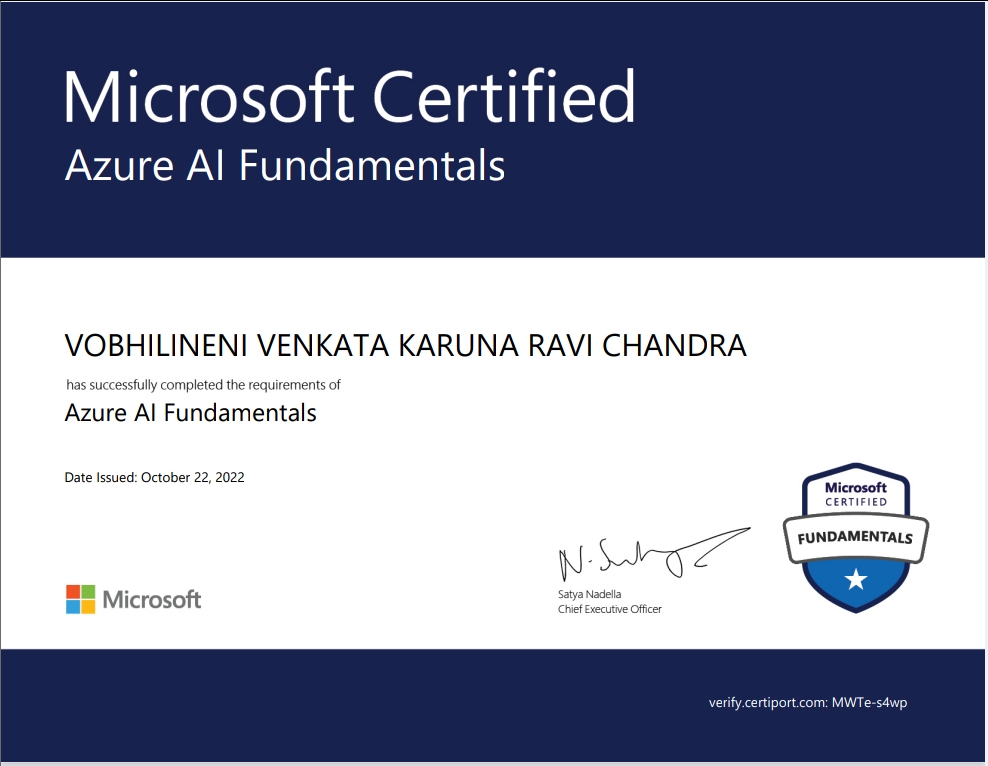 Microsoft Certified
Azure AI Fundamentals
VOBHILINENI VENKATA KARUNA RAVI CHANDRA
has successfully completed the requirements of
Azure AI Fundamentals
Date Issued: October 22, 2022
Microsoft
CERTIFIED
FUNDAMENTALS
N. Satya
Satya Nadella
Chief Executive Officer
Microsoft
verify.certiport.com: MWTe-s4wp